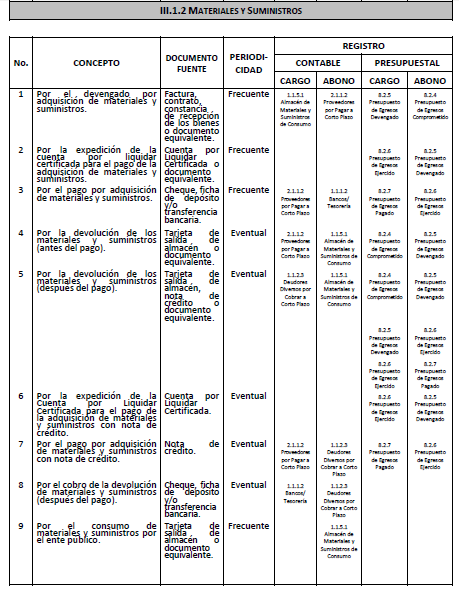 III.1.2 MATERIALES Y SUMINISTROS
No.
CONCEPTO
DOCUMENTO
FUENTE
PERIODI-
CIDAD
REGISTRO
CONTABLE
PRESUPUESTAL
CARGO
ABONO
CARGO
ABONO
1
Por el devengado por
adquisición de materiales y
suministros.
Factura,
contrato,
constancia
de recepción
de los bienes
o documento
equivalente.
Frecuente
1.1.5.1
Almacén de
Materiales y
Suministros
de Consumo
2.1.1.2
Proveedores
por Pagar a
Corto Plazo
8.2.5
Presupuesto
de Egresos
Devengado
8.2.4
Presupuesto
de Egresos
Comprometido
2
Por la expedición de la
cuenta por liquidar
certificada para el pago de la
adquisición de materiales y
suministros.
Cuenta por
Liquidar
Certificada o
documento
equivalente.
Frecuente
8.2.6
Presupuesto
de Egresos
Ejercido
8.2.5
Presupuesto
de Egresos
Devengado
3
Por el pago por adquisición
de materiales y suministros.
Cheque, ficha
de depósito
y/o
transferencia
bancaria.
Frecuente
2.1.1.2
Proveedores
por Pagar a
Corto Plazo
1.1.1.2
Bancos/
Tesorería
8.2.7
Presupuesto
de Egresos
Pagado
8.2.6
Presupuesto
de Egresos
Ejercido
4
Por la devolución de los
materiales y suministros
(antes del pago).
Tarjeta de
salida de
almacén o
documento
equivalente.
Eventual
2.1.1.2
Proveedores
por Pagar a
Corto Plazo
1.1.5.1
Almacén de
Materiales y
Suministros de
Consumo
8.2.4
Presupuesto
de Egresos
Comprometido
8.2.5
Presupuesto
de Egresos
Devengado
5
Por la devolución de los
materiales y suministros
(después del pago).
Tarjeta de
salida de
almacén,
nota de
crédito o
documento
equivalente.
Eventual
1.1.2.3
Deudores
Diversos por
Cobrar a
Corto Plazo
1.1.5.1
Almacén de
Materiales y
Suministros de
Consumo
8.2.4
Presupuesto
de Egresos
Comprometido
8.2.5
Presupuesto
de Egresos
Devengado
8.2.5
Presupuesto
de Egresos
Devengado
8.2.6
Presupuesto
de Egresos
Ejercido
8.2.6
Presupuesto
de Egresos
Ejercido
8.2.7
Presupuesto
de Egresos
Pagado
6
Por la expedición de la
Cuenta por Liquidar
Certificada para el pago de
la adquisición de materiales
y suministros con nota de
crédito.
Cuenta por
Liquidar
Certificada.
Eventual
8.2.6
Presupuesto
de Egresos
Ejercido
8.2.5
Presupuesto
de Egresos
Devengado
7
Por el pago por adquisición
de materiales y suministros
con nota de crédito.
Nota de
crédito.
Eventual
2.1.1.2
Proveedores
por Pagar a
Corto Plazo
1.1.2.3
Deudores
Diversos por
Cobrar a Corto
Plazo
8.2.7
Presupuesto
de Egresos
Pagado
8.2.6
Presupuesto
de Egresos
Ejercido
8
Por el cobro de la devolución
de materiales y suministros
(después del pago).
Cheque, ficha
de depósito
y/o
transferencia
bancaria.
Eventual
1.1.1.2
Bancos/
Tesorería
1.1.2.3
Deudores
Diversos por
Cobrar a Corto
Plazo
9
Por el consumo de
materiales y suministros por
el ente público.
Tarjeta de
salida de
almacén o
documento
equivalente.
Frecuente
1.1.5.1
Almacén de
Materiales y
Suministros de
Consumo